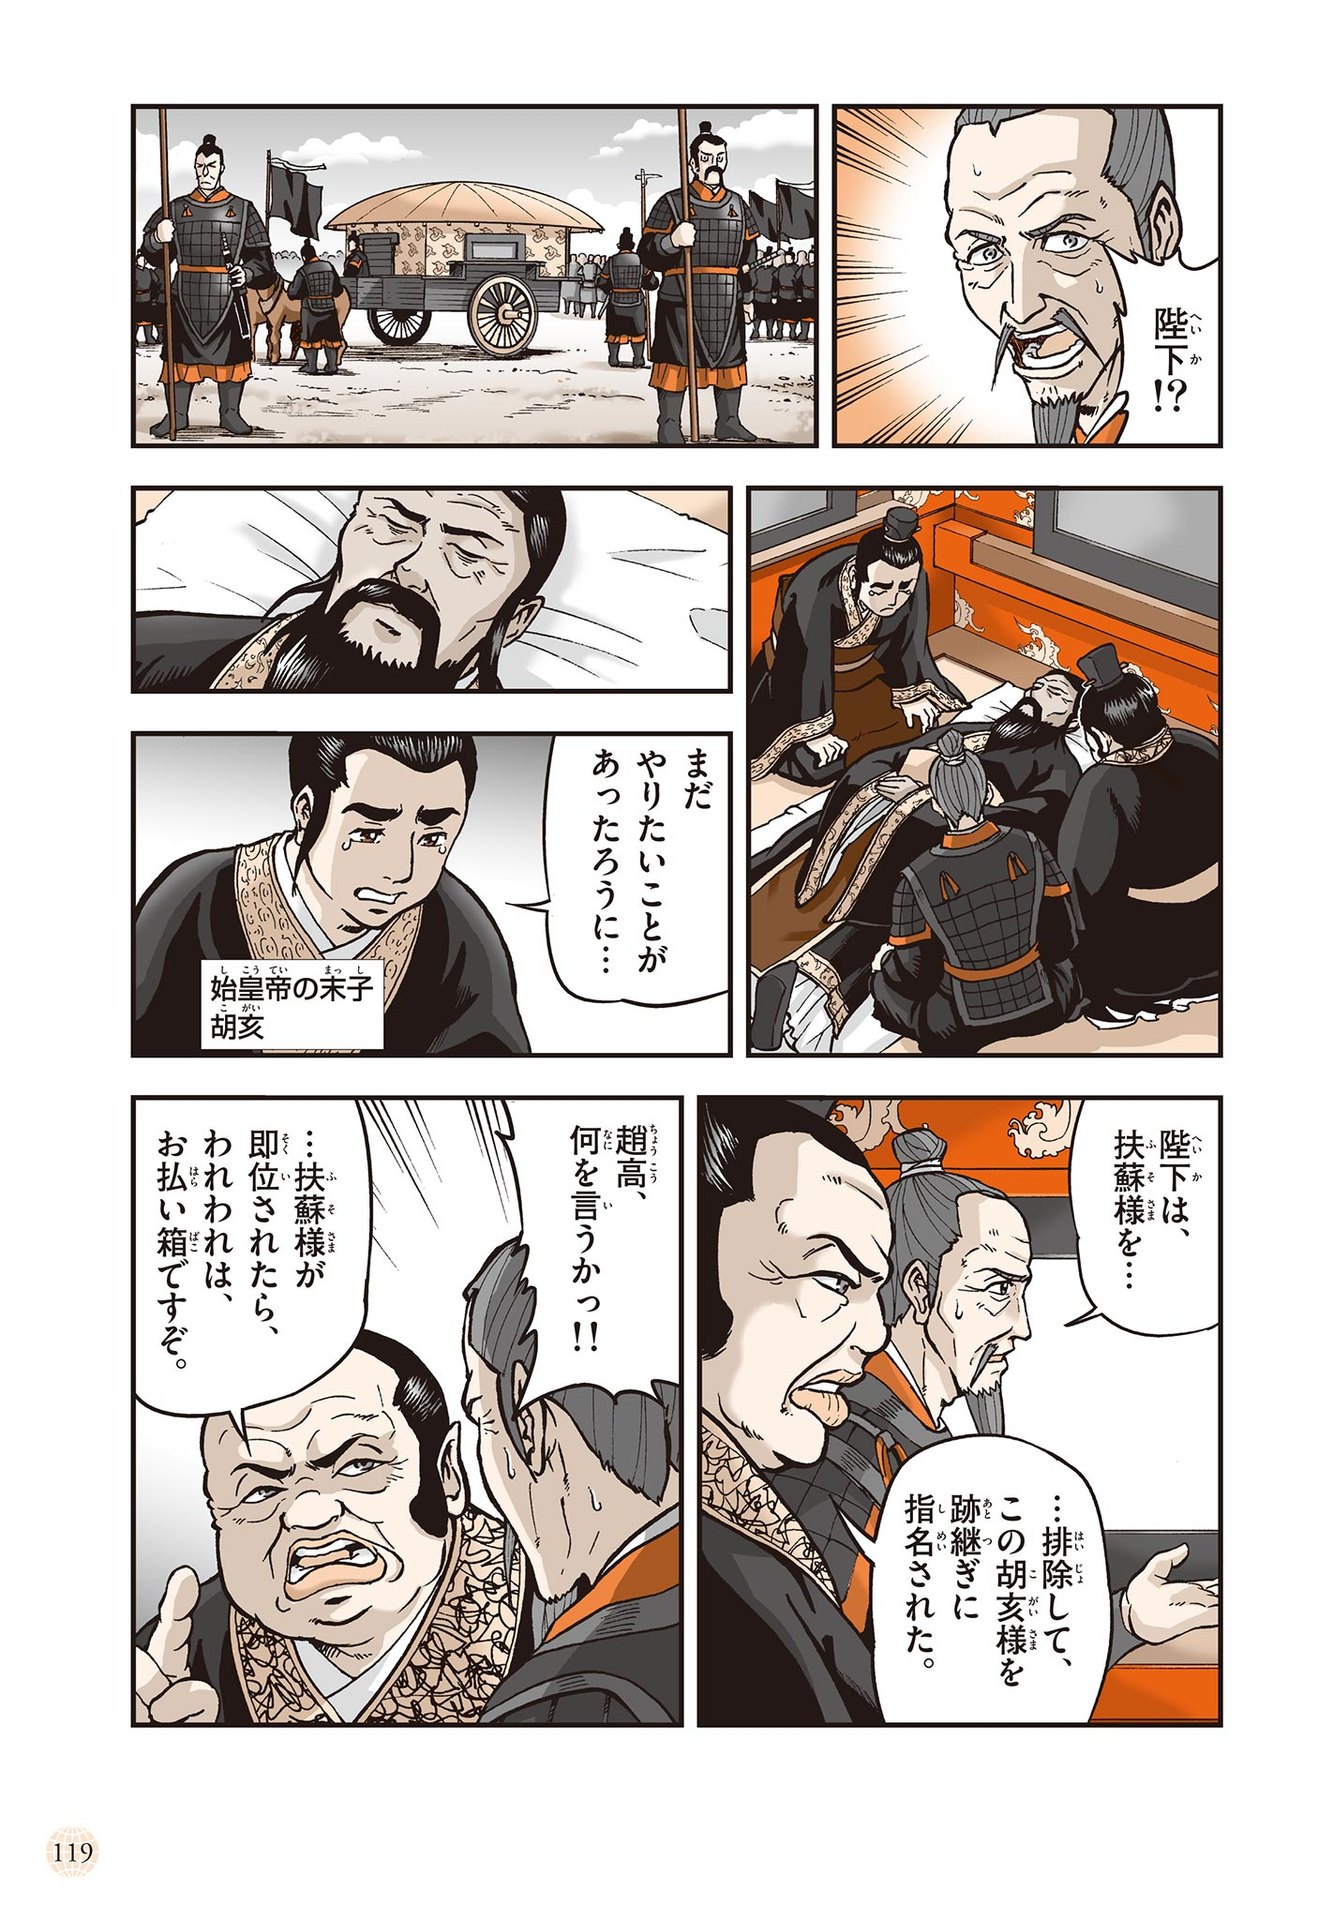 陛下!?
まだ
やりたいことが
あったろうに…
始皇帝の末子
胡亥
陛下は、
扶蘇様を…
…排除して、
この胡亥様を
跡継ぎに
指名された。
趙高、
何を言うかっ!!
…扶蘇様が
即位されたら、
われわれは、
お払い箱ですぞ。
119